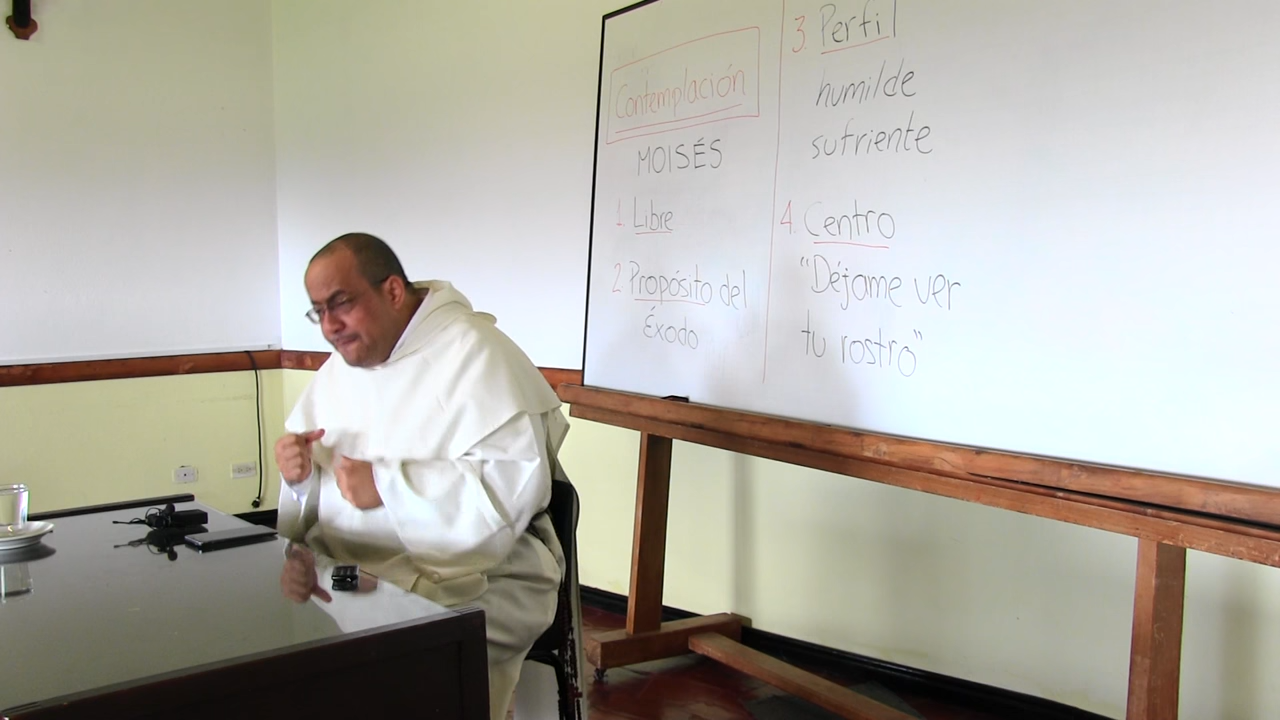 Contemplación
MOISÉS
1. Libre
2 Propósito del
Éxodo
3. Perfil
humilde
sufriente
4. Centro
"Déjame ver
tu rostro"